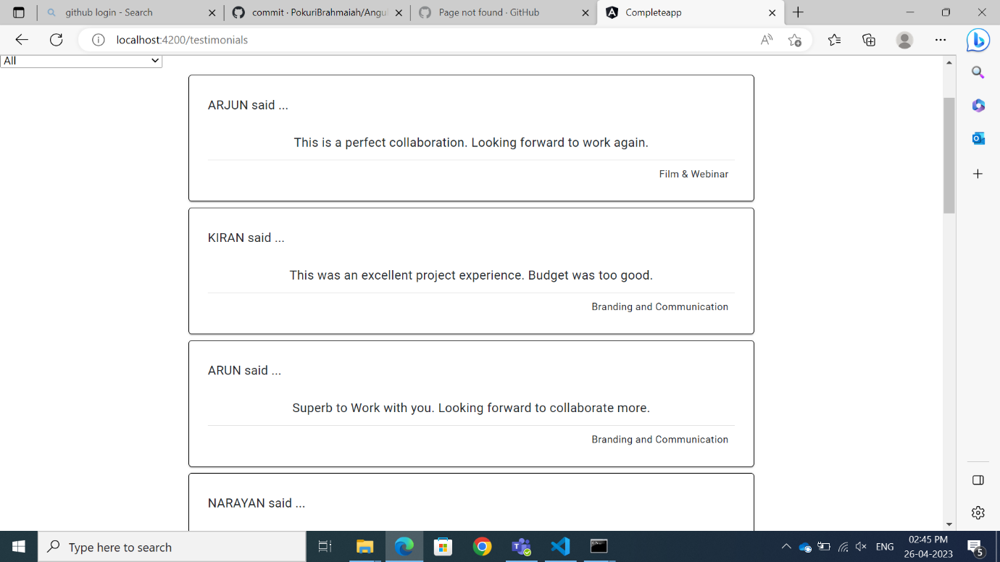 github login - Search
commit · PokuriBrahmaiah/Angul
Page not found · GitHub
Completeapp
localhost:4200/testimonials
All
ARJUN said ...
This is a perfect collaboration. Looking forward to work again.
Film & Webinar
KIRAN said ...
This was an excellent project experience. Budget was too good.
Branding and Communication
ARUN said ...
Superb to Work with you. Looking forward to collaborate more.
Branding and Communication
NARAYAN said ...
Type here to search
ENG
02:45 PM
26-04-2023
5